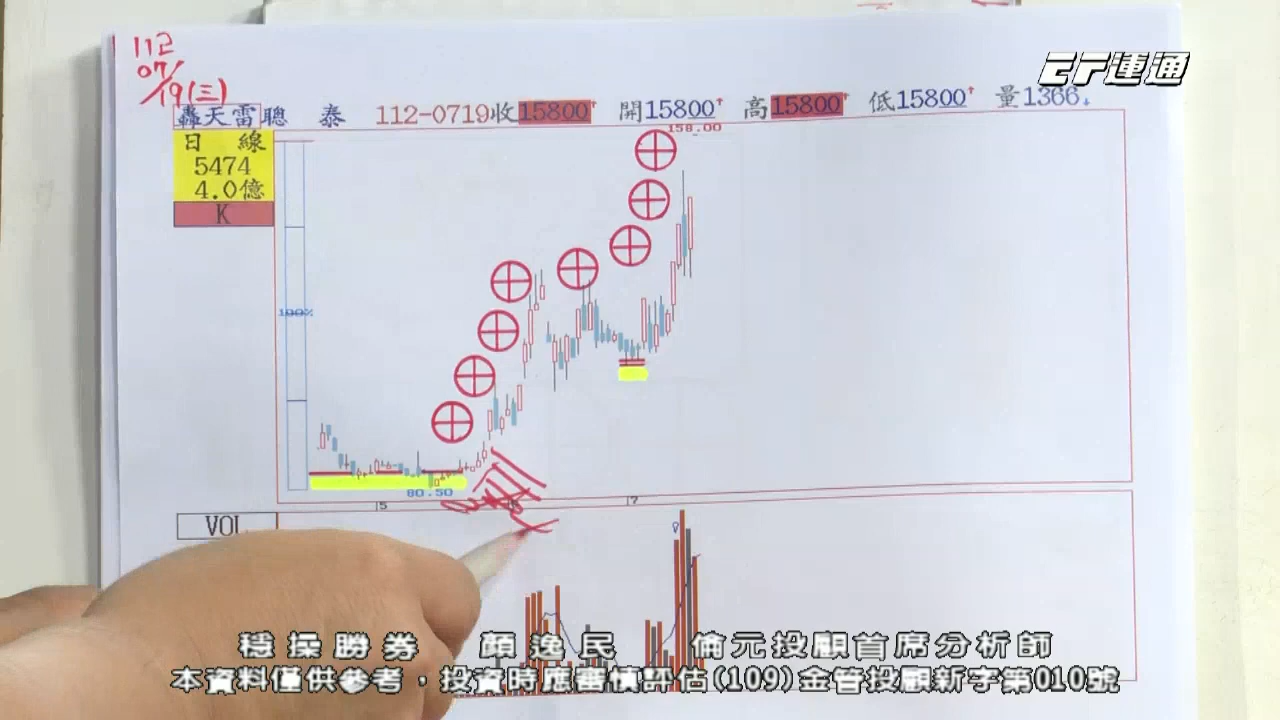 112
07/
19(三)
EF運通
轟天雷聰 泰 112-0719收15800↑ 開15800↑ 高15800↑ 低15800↑ 量1366↓
日 線
5474
4.0億
K
158.00
100%
80.50
5
6
7
VOL
穩操勝券 顏逸民 倫元投顧首席分析師
本資料僅供參考，投資時應審慎評估(109)金管投顧新字第010號